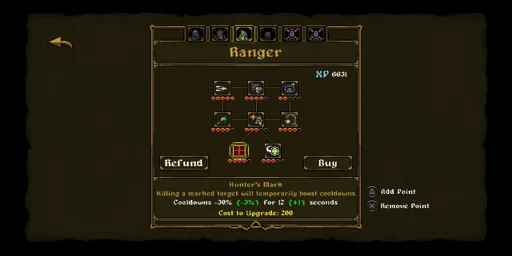 Ranger
XP 6631
Refund
Buy
Hunter's Mark
Killing a marked target will temporarily boost cooldowns
Cooldowns -30% (-3%) for 12 (+1) seconds
Cost to Upgrade: 200
Add Point
Remove Point